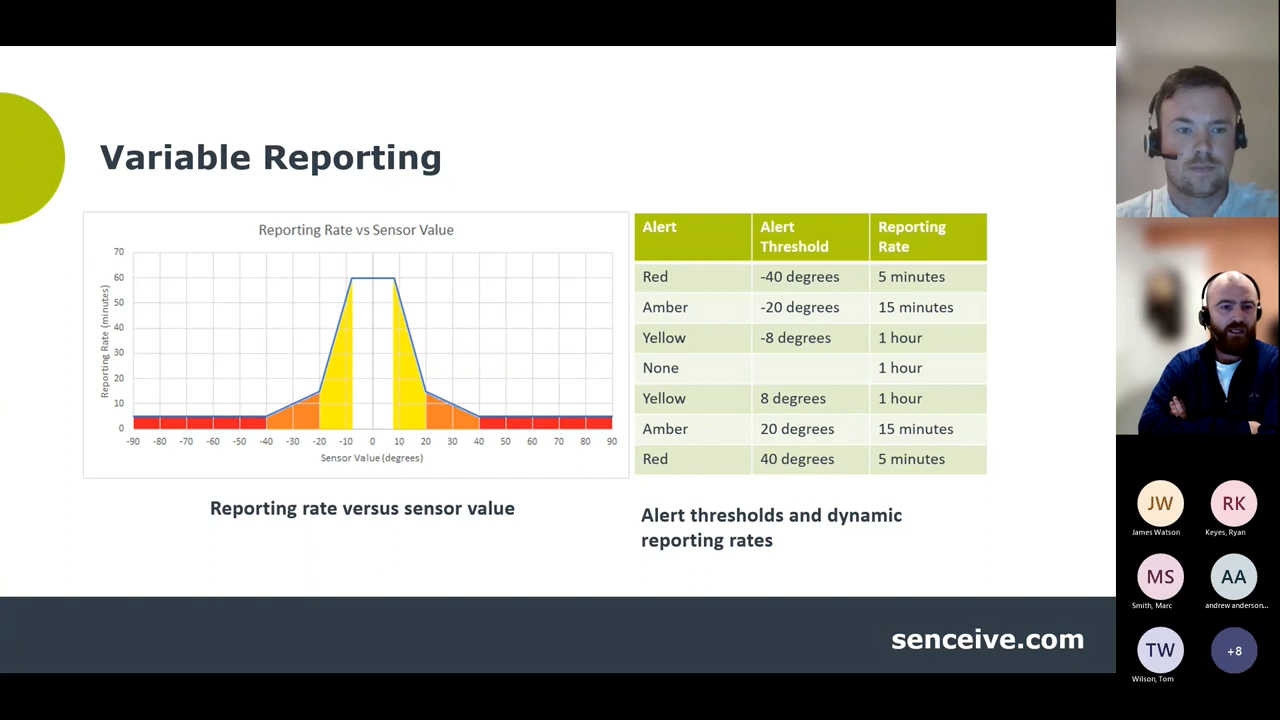 Variable Reporting
Reporting Rate vs Sensor Value
Reporting Rate (minutes)
70
60
50
40
30
20
10
0
-90 -80 -70 -60 -50 -40 -30 -20 -10 0 10 20 30 40 50 60 70 80 90
Sensor Value (degrees)
Reporting rate versus sensor value
Alert Alert Threshold Reporting Rate
Red -40 degrees 5 minutes
Amber -20 degrees 15 minutes
Yellow -8 degrees 1 hour
None 1 hour
Yellow 8 degrees 1 hour
Amber 20 degrees 15 minutes
Red 40 degrees 5 minutes
Alert thresholds and dynamic
reporting rates
senceive.com
JW RK
James Watson Keyes, Ryan
MS AA
Smith, Marc andrew anderson...
TW +8
Wilson, Tom